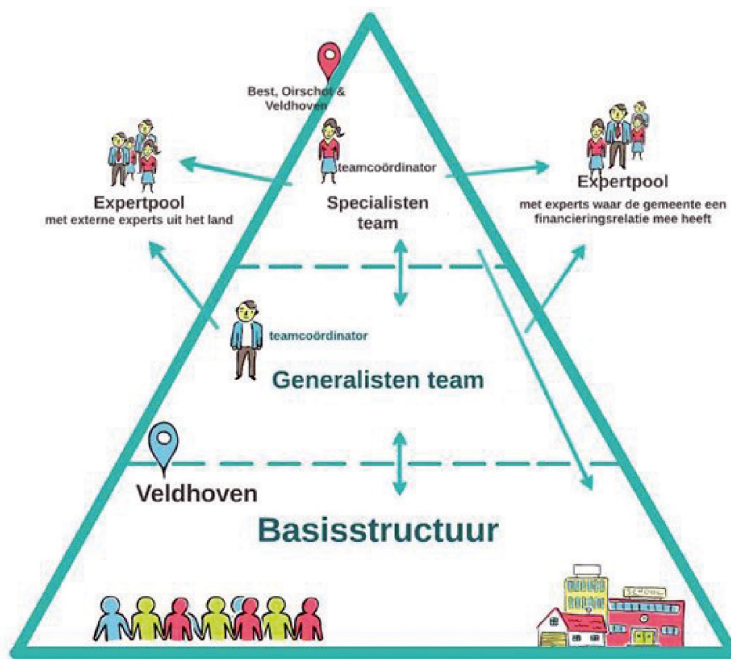 Best, Oirschot &
Veldhoven
teamcoördinator
Specialisten
team
Expertpool
met externe experts uit het land
Expertpool
met experts waar de gemeente een
financieringsrelatie mee heeft
teamcoördinator
Generalisten team
Veldhoven
Basisstructuur
SCHOOL